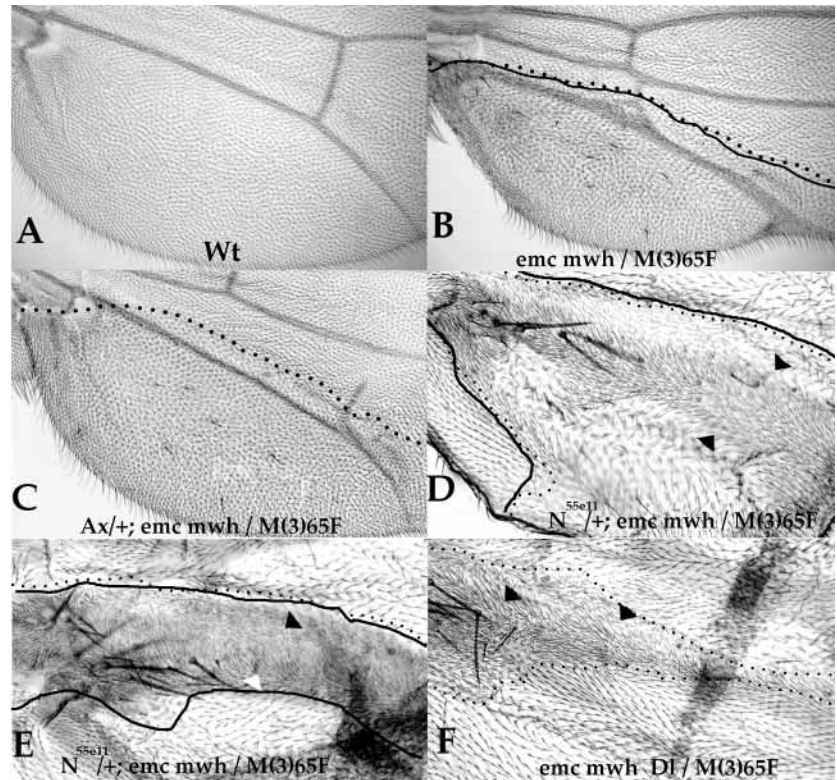 A
Wt
B
emc mwh / M(3)65F
C
Ax/+; emc mwh / M(3)65F
D
N55e11/+; emc mwh / M(3)65F
E
N55e11/+; emc mwh / M(3)65F
F
emc mwh Dl / M(3)65F